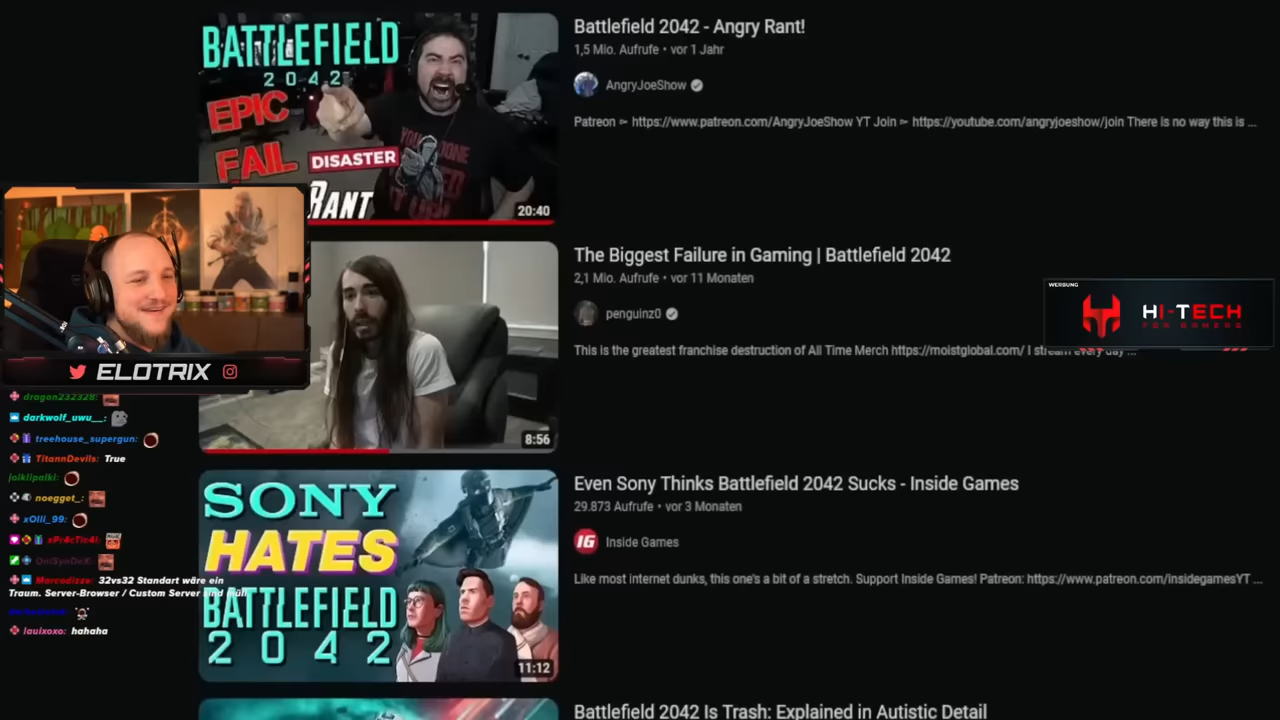 BATTLEFIELD
2042
EPIC
FAIL
DISASTER
RANT
20:40
Battlefield 2042 - Angry Rant!
1,5 Mio. Aufrufe • vor 1 Jahr
AngryJoeShow
Patreon ⊳ https://www.patreon.com/AngryJoeShow YT Join ⊳ https://youtube.com/angryjoeshow/join There is no way this is ...
ELOTRIX
8:56
The Biggest Failure in Gaming | Battlefield 2042
2,1 Mio. Aufrufe • vor 11 Monaten
penguinz0
This is the greatest franchise destruction of All Time Merch https://moistglobal.com/ I stream every day ...
WERBUNG
HI-TECH
FOR GAMERS
dragon232328:
darkwolf_uwu__:
treehouse_supergun:
TitannDevils: True
noegget_:
xOlli_99:
xPr4cTic4l:
32vs32 Standart wäre ein
Traum. Server-Browser / Custom Server sind müll
lauixoxo: hahaha
SONY
HATES
BATTLEFIELD
2042
11:12
Even Sony Thinks Battlefield 2042 Sucks - Inside Games
29.873 Aufrufe • vor 3 Monaten
IG Inside Games
Like most internet dunks, this one's a bit of a stretch. Support Inside Games! Patreon: https://www.patreon.com/insidegamesYT ...
Battlefield 2042 Is Trash: Explained in Autistic Detail